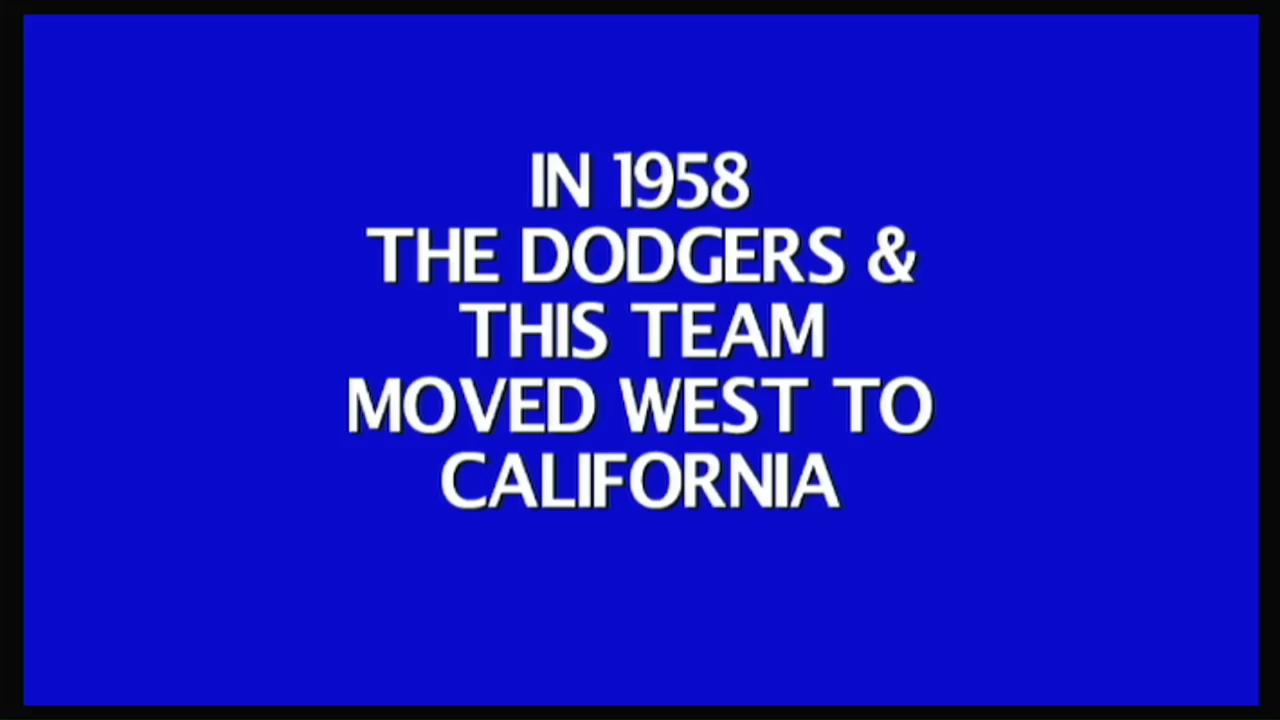 IN 1958
THE DODGERS &
THIS TEAM
MOVED WEST TO
CALIFORNIA